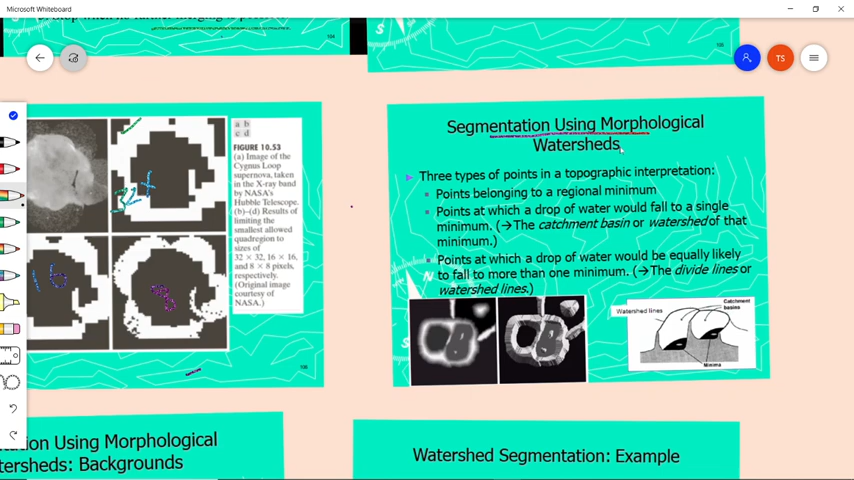 Microsoft Whiteboard
104
105
TS
a b
c d
FIGURE 10.53
(a) Image of the
Cygnus Loop
supernova, taken
in the X-ray band
by NASA's
Hubble Telescope.
(b)–(d) Results of
limiting the
smallest allowed
quadregion to
sizes of
32 × 32, 16 × 16,
and 8 × 8 pixels,
respectively.
(Original image
courtesy of
NASA.)
32
16
8
106
Segmentation Using Morphological
Watersheds
Three types of points in a topographic interpretation:
Points belonging to a regional minimum
Points at which a drop of water would fall to a single
minimum. (→The catchment basin or watershed of that
minimum.)
Points at which a drop of water would be equally likely
to fall to more than one minimum. (→The divide lines or
watershed lines.)
Watershed lines
Catchment
basins
Minima
tation Using Morphological
tersheds: Backgrounds
Watershed Segmentation: Example